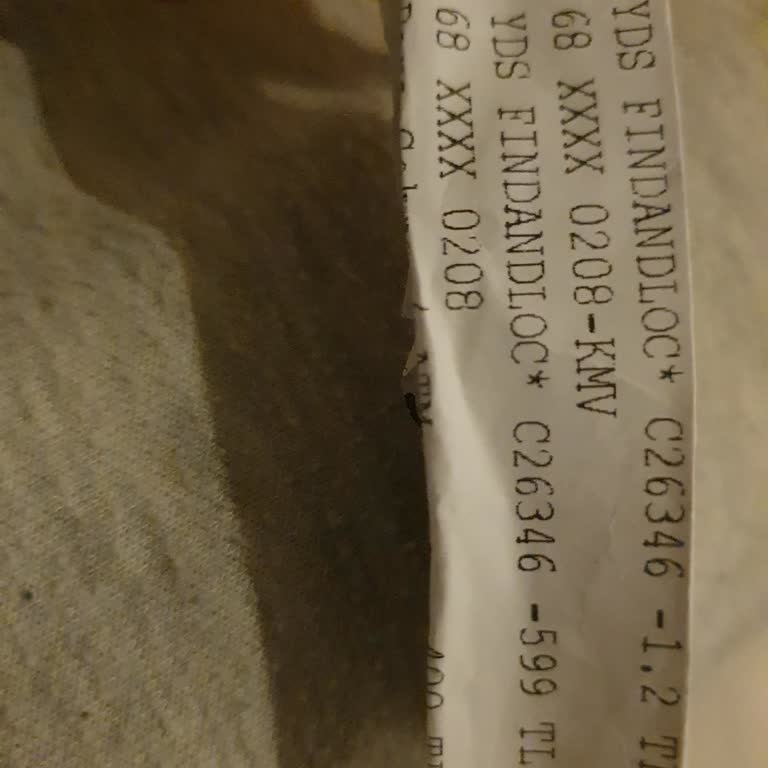 YDS FINDANDLOC* C26346 -1,2 TL
68 XXXX 0208-KMV
YDS FINDANDLOC* C26346 -599 TL
68 XXXX 0208